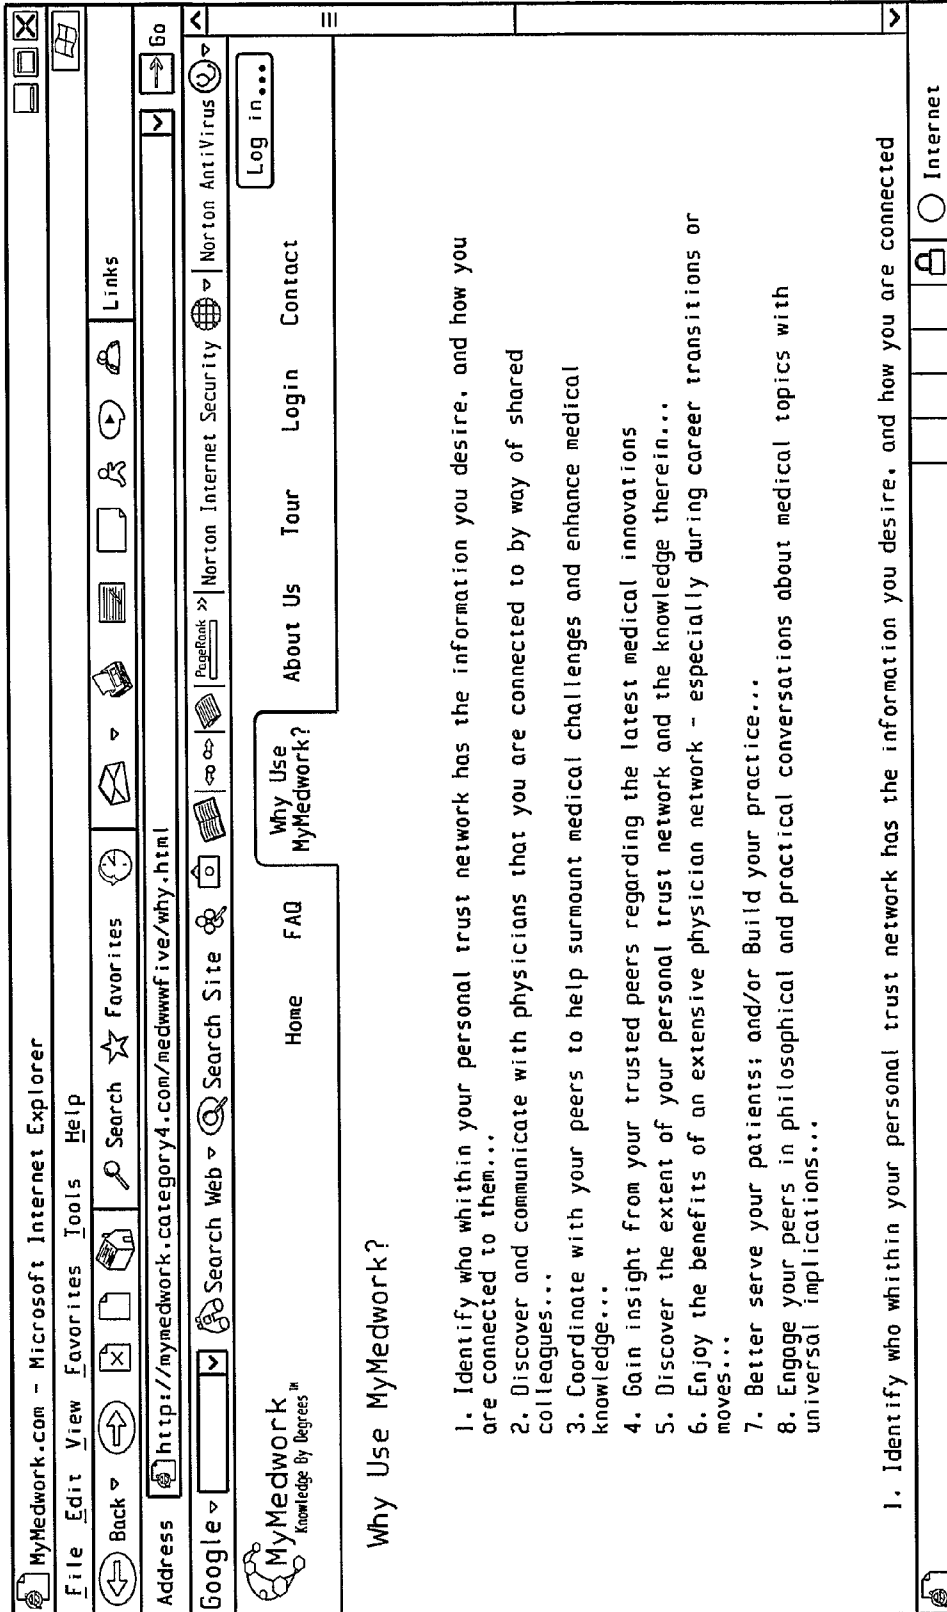 MyMedwork.com - Microsoft Internet Explorer
File Edit View Favorites Tools Help
Back Search Favorites Links
Address http://mymedwork.category4.com/medwwwfive/why.html Go
Google Search Web Search Site PageRank >> Norton Internet Security Norton AntiVirus
MyMedwork TM
Knowledge By Degrees
Log in...
Home FAQ Why Use MyMedwork? About Us Tour Login Contact
Why Use MyMedwork?
1. Identify who whithin your personal trust network has the information you desire, and how you
are connected to them...
2. Discover and communicate with physicians that you are connected to by way of shared
colleagues...
3. Coordinate with your peers to help surmount medical challenges and enhance medical
knowledge...
4. Gain insight from your trusted peers regarding the latest medical innovations
5. Discover the extent of your personal trust network and the knowledge therein...
6. Enjoy the benefits of an extensive physician network - especially during career transitions or
moves...
7. Better serve your patients; and/or Build your practice...
8. Engage your peers in philosophical and practical conversations about medical topics with
universal implications...
1. Identify who whithin your personal trust network has the information you desire, and how you are connected
Internet